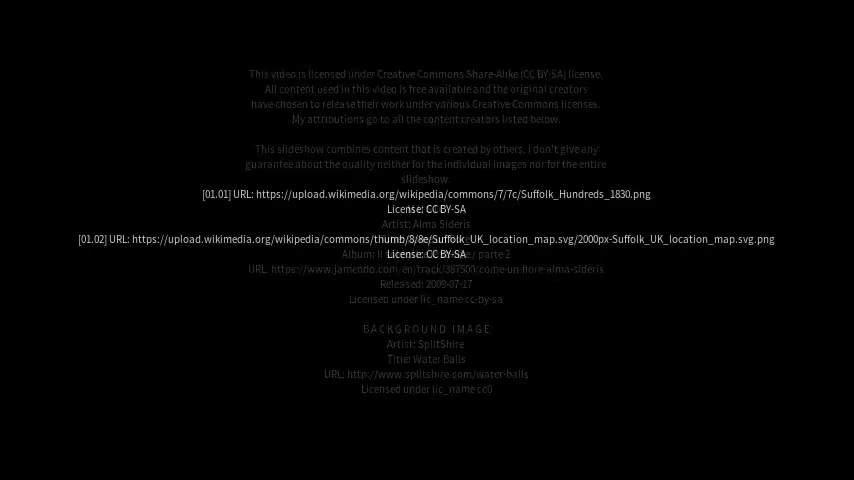 This video is licensed under Creative Commons Share-Alike (CC BY-SA) license.
All content used in this video is free available and the original creators
have chosen to release their work under various Creative Commons licenses.
My attributions go to all the content creators listed below.
This slideshow combines content that is created by others. I don't give any
guarantee about the quality neither for the individual images nor for the entire
slideshow.
[01.01] URL: https://upload.wikimedia.org/wikipedia/commons/7/7c/Suffolk_Hundreds_1830.png
License: CC BY-SA
Artist: Alma Sideris
[01.02] URL: https://upload.wikimedia.org/wikipedia/commons/thumb/8/8e/Suffolk_UK_location_map.svg/2000px-Suffolk_UK_location_map.svg.png
License: CC BY-SA
Album: Il / parte 2
URL: https://www.jamendo.com/en/track/387500/come-un-fiore-alma-sideris
Released: 2009-07-17
Licensed under lic_name cc-by-sa
BACKGROUND IMAGE
Artist: SplitShire
Title: Water Balls
URL: http://www.splitshire.com/water-balls
Licensed under lic_name cc0